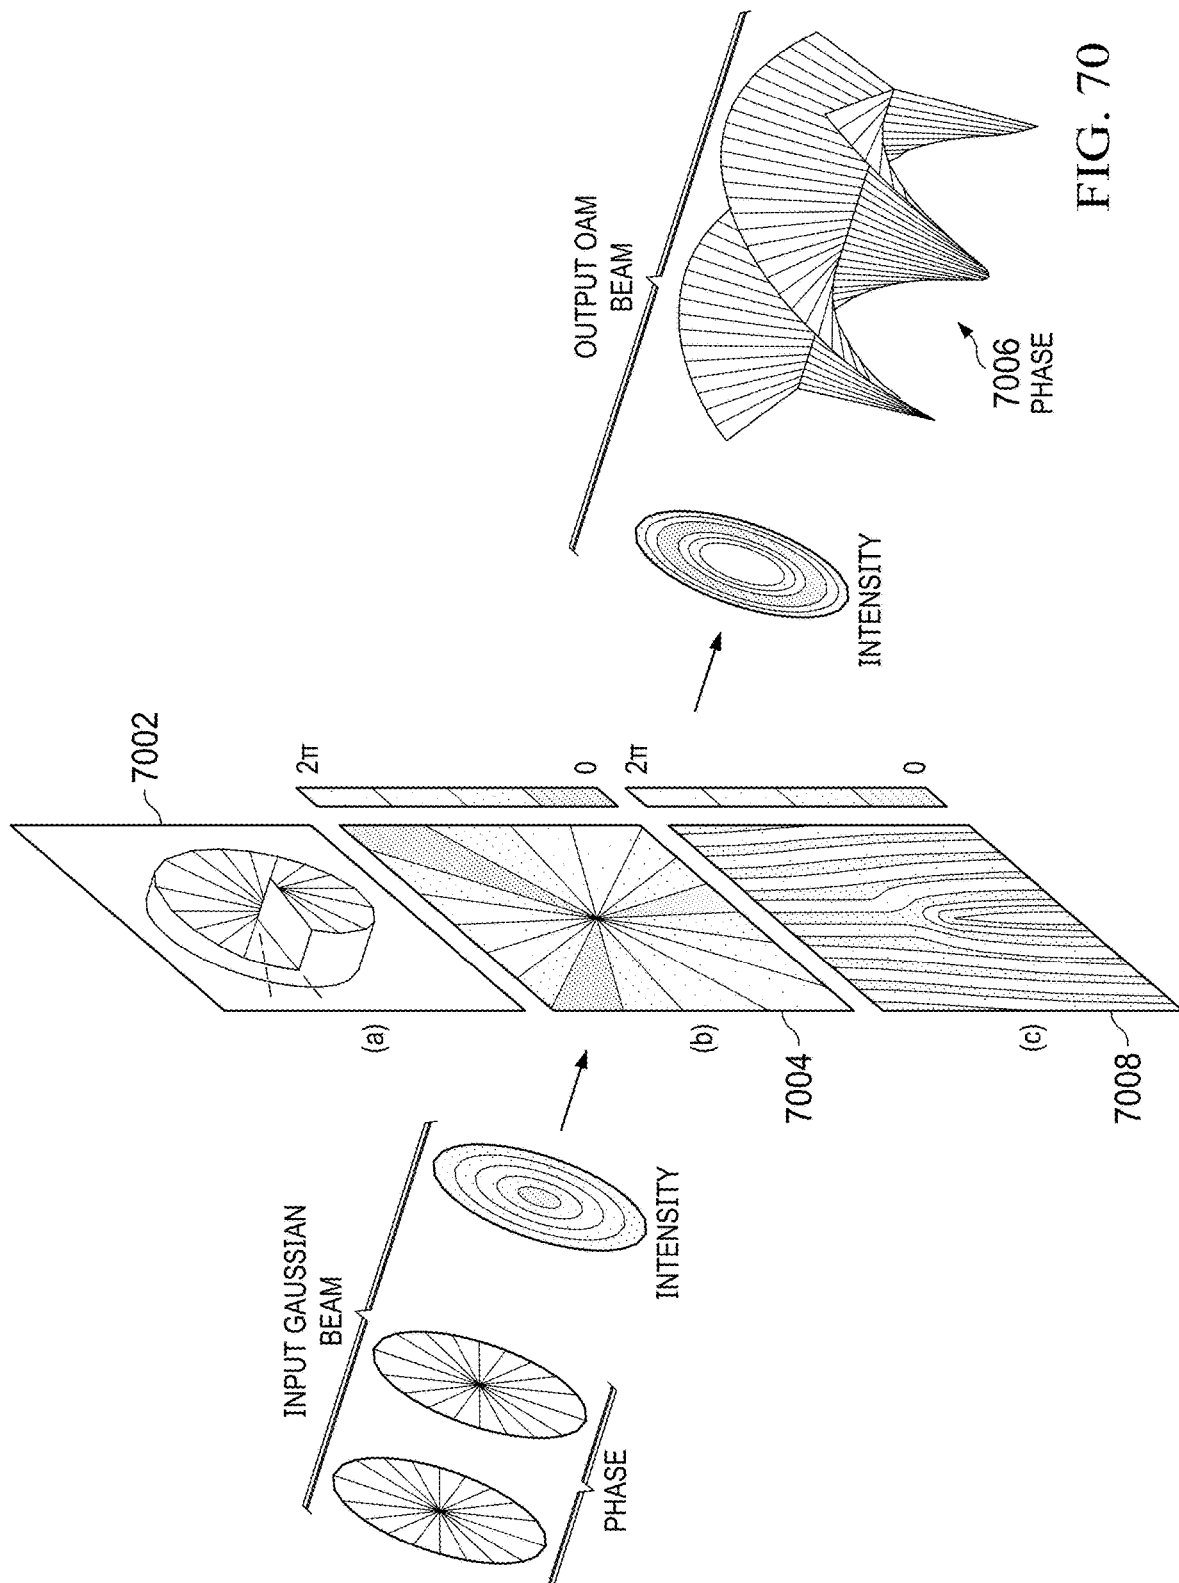 INPUT GAUSSIAN
BEAM
PHASE
INTENSITY
(a)
7002
2π
0
(b)
7004
2π
0
(c)
7008
OUTPUT OAM
BEAM
INTENSITY
7006
PHASE
FIG. 70